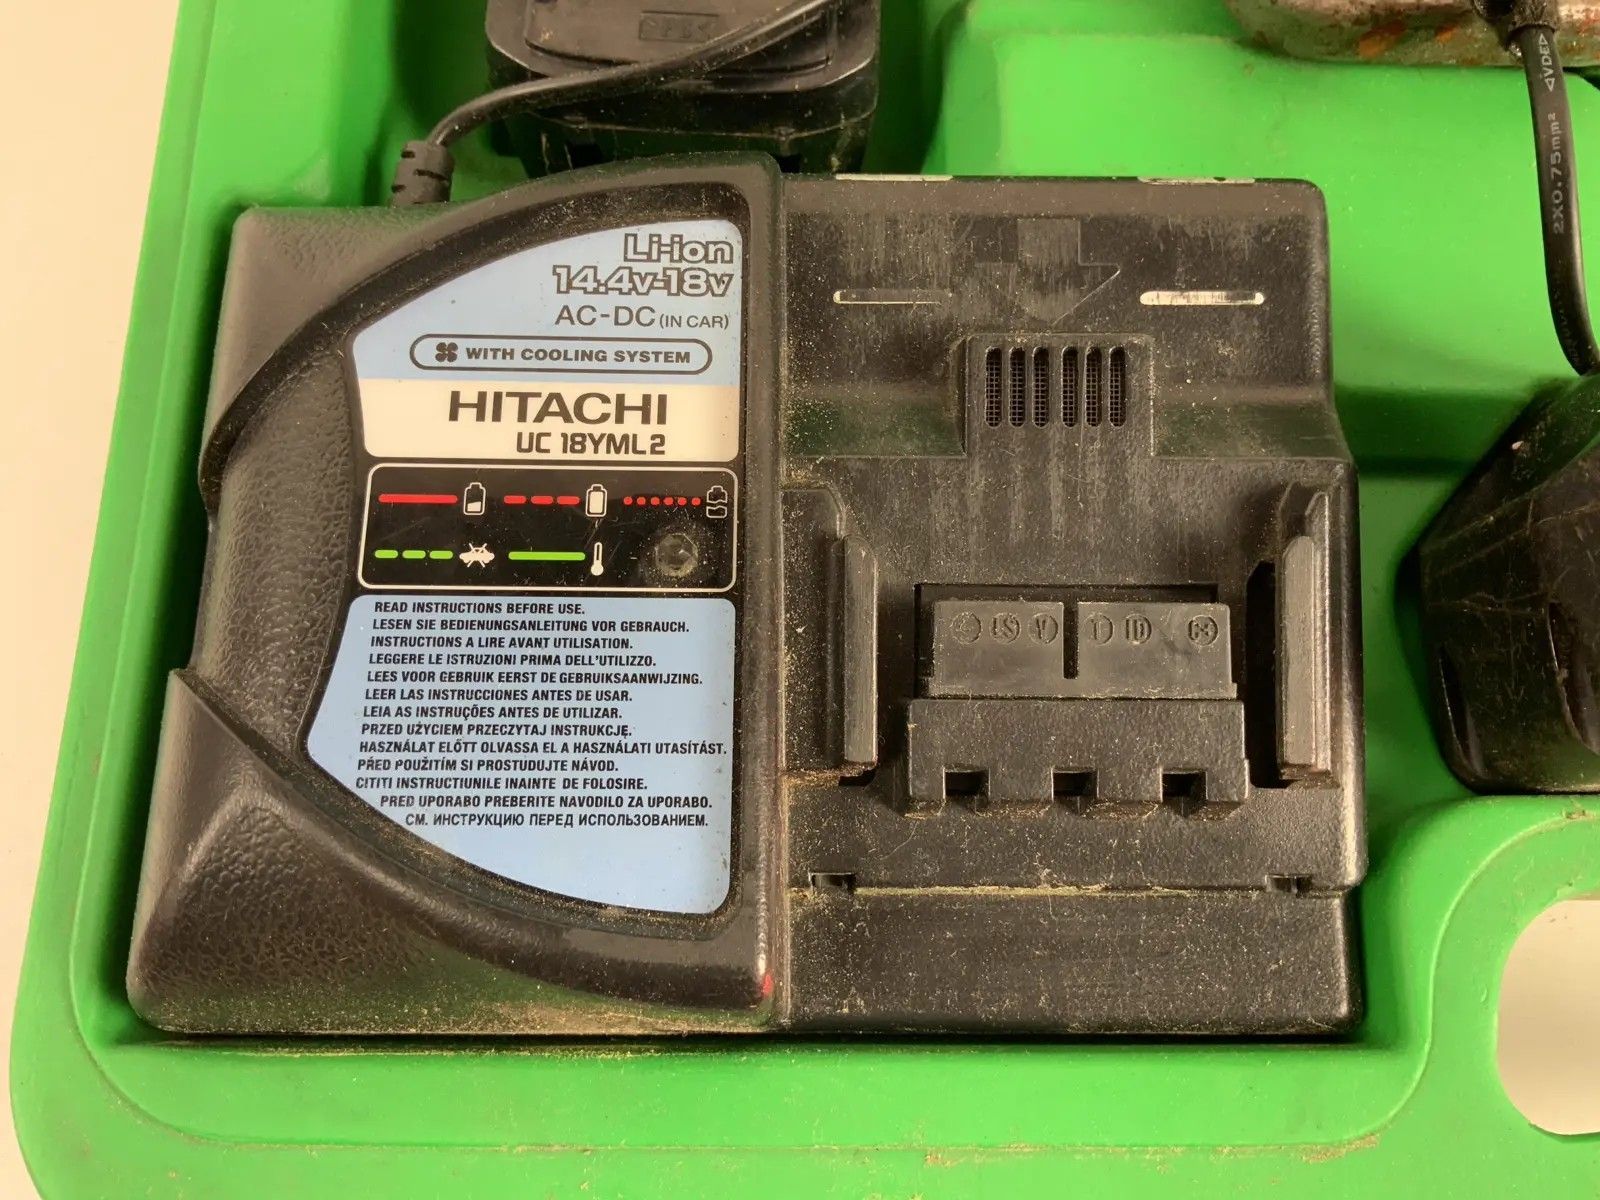 Li-ion
14.4v-18v
AC-DC (IN CAR)
WITH COOLING SYSTEM
HITACHI
UC 18YML2
READ INSTRUCTIONS BEFORE USE.
LESEN SIE BEDIENUNGSANLEITUNG VOR GEBRAUCH.
INSTRUCTIONS A LIRE AVANT UTILISATION.
LEGGERE LE ISTRUZIONI PRIMA DELL'UTILIZZO.
LEES VOOR GEBRUIK EERST DE GEBRUIKSAANWIJZING.
LEER LAS INSTRUCCIONES ANTES DE USAR.
LEIA AS INSTRUÇÕES ANTES DE UTILIZAR.
PRZED UŻYCIEM PRZECZYTAJ INSTRUKCJĘ.
HASZNÁLAT ELŐTT OLVASSA EL A HASZNÁLATI UTASÍTÁST.
PŘED POUŽITÍM SI PROSTUDUJTE NÁVOD.
CITITI INSTRUCTIUNILE INAINTE DE FOLOSIRE.
PRED UPORABO PREBERITE NAVODILO ZA UPORABO.
СМ. ИНСТРУКЦИЮ ПЕРЕД ИСПОЛЬЗОВАНИЕМ.
LS V T ID
2X0.75mm² <VDE>